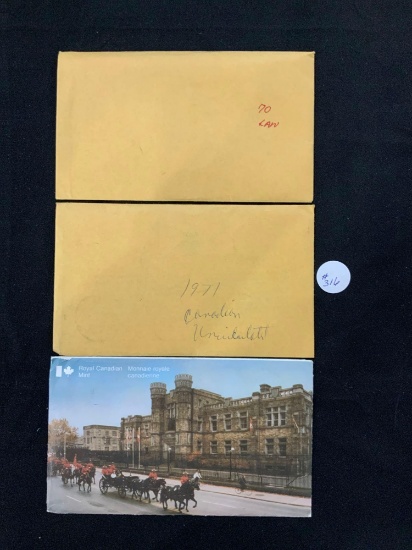 70
CAN
1971
Canadian
Uncirculated
#
316
Royal Canadian Monnaie royale
Mint canadienne